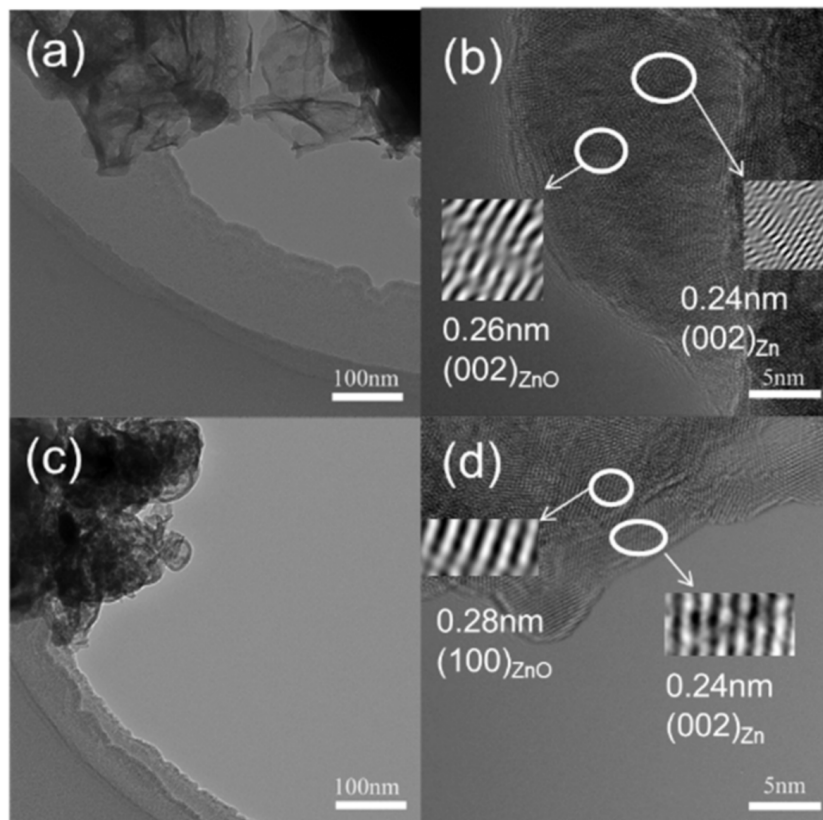 (a)
100nm
(b)
0.26nm
(002)ZnO
0.24nm
(002)Zn
5nm
(c)
100nm
(d)
0.28nm
(100)ZnO
0.24nm
(002)Zn
5nm